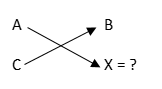 A B
C X = ?